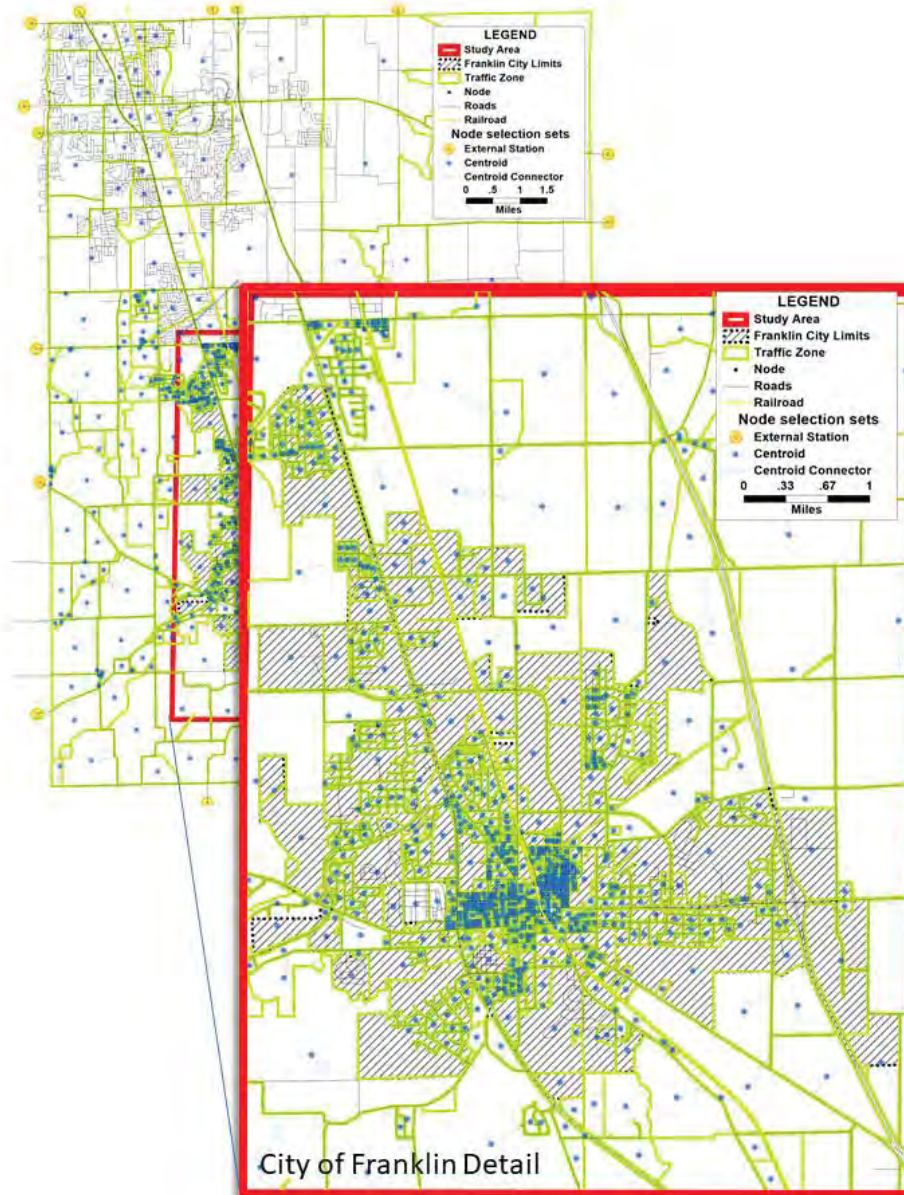 LEGEND
Study Area
Franklin City Limits
Traffic Zone
Node
Roads
Railroad
Node selection sets
External Station
Centroid
Centroid Connector
0 .5 1 1.5
Miles
LEGEND
Study Area
Franklin City Limits
Traffic Zone
Node
Roads
Railroad
Node selection sets
External Station
Centroid
Centroid Connector
0 .33 .67 1
Miles
City of Franklin Detail